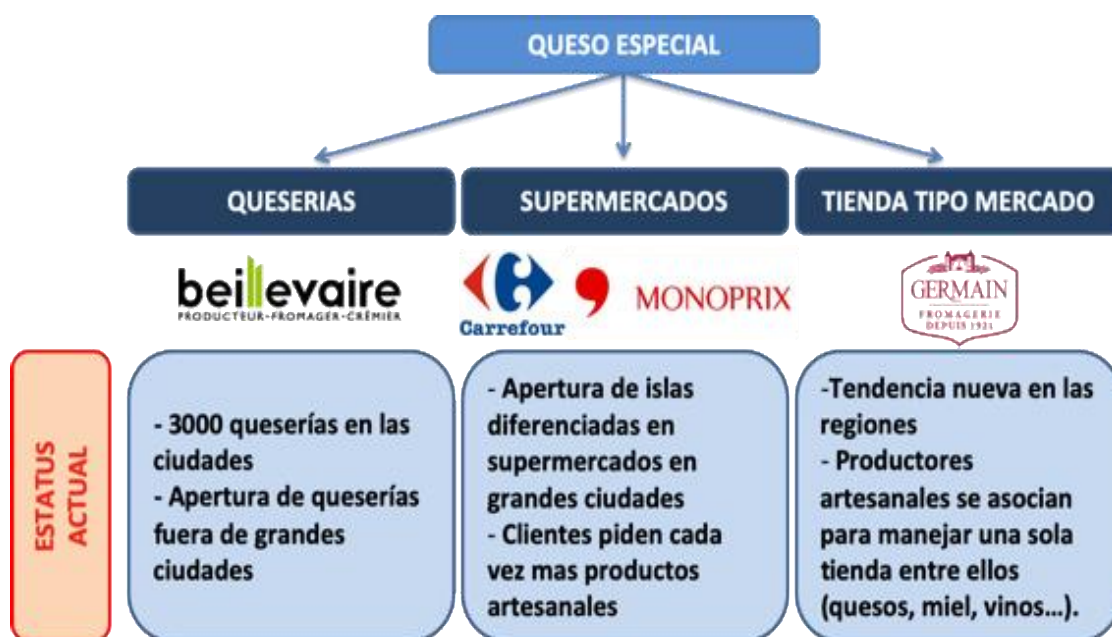 QUESO ESPECIAL
QUESERIAS
SUPERMERCADOS
TIENDA TIPO MERCADO
beillevaire
PRODUCTEUR-FROMAGER-CRÉMIER
Carrefour
MONOPRIX
GERMAIN
FROMAGERIE
DEPUIS 1921
ESTATUS
ACTUAL
- 3000 queserías en las
ciudades
- Apertura de queserías
fuera de grandes
ciudades
- Apertura de islas
diferenciadas en
supermercados en
grandes ciudades
- Clientes piden cada
vez mas productos
artesanales
-Tendencia nueva en las
regiones
- Productores
artesanales se asocian
para manejar una sola
tienda entre ellos
(quesos, miel, vinos...).